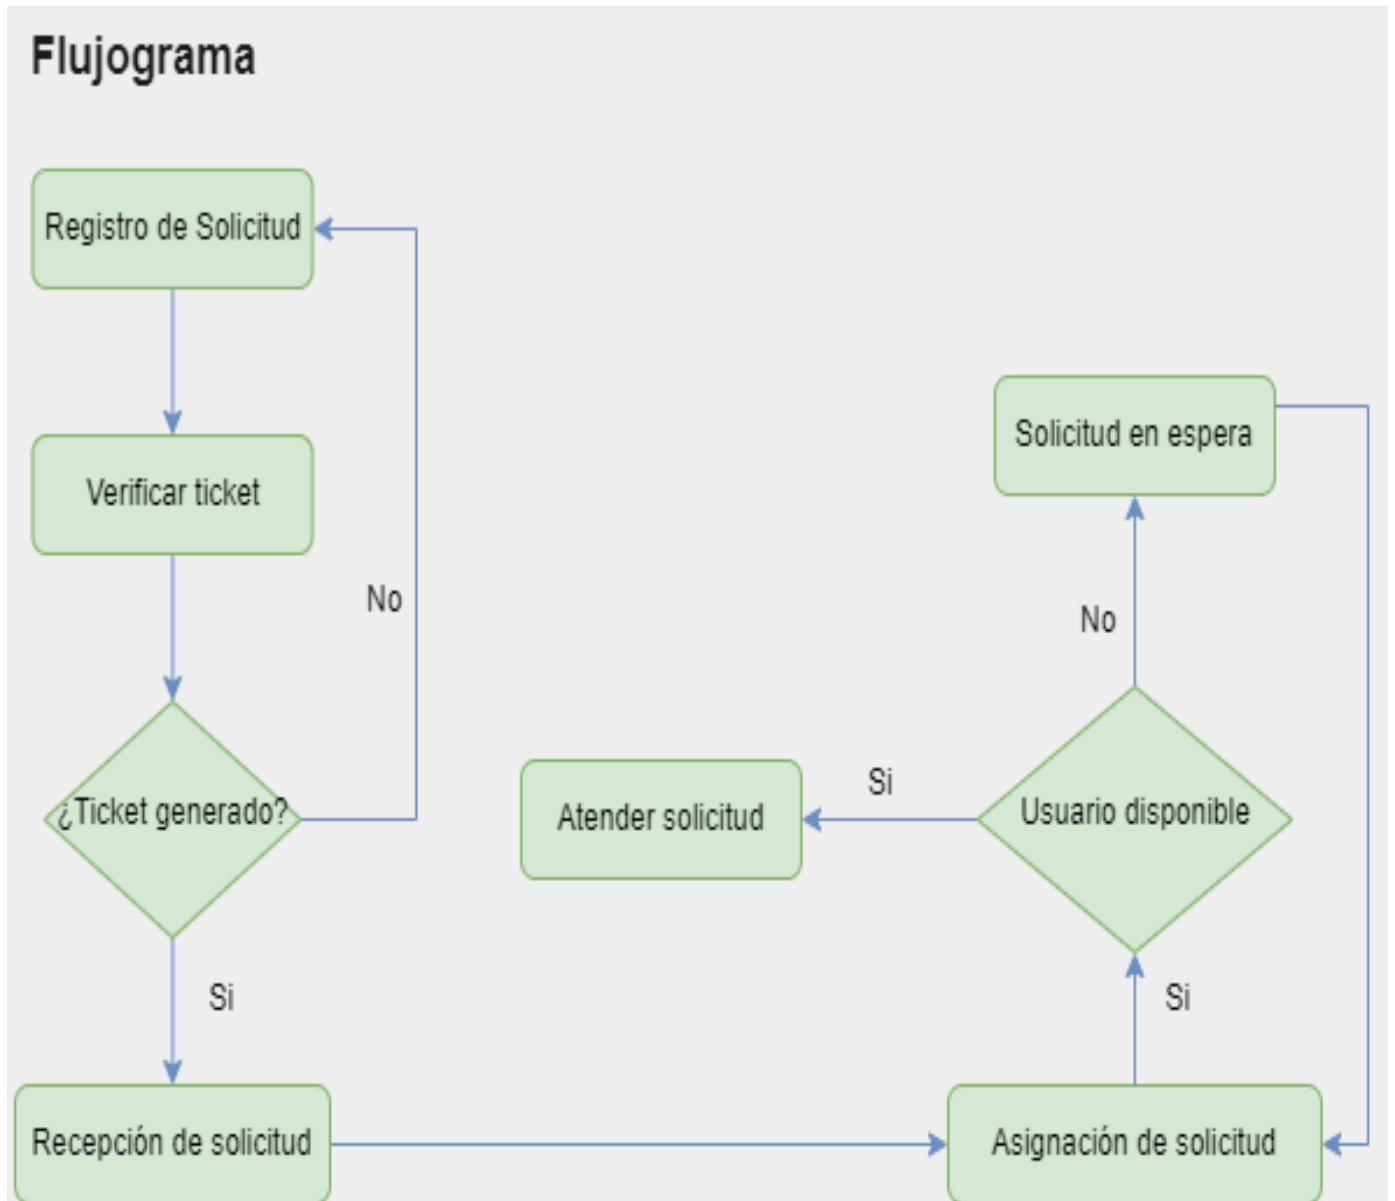 Flujograma
Registro de Solicitud
Verificar ticket
No
¿Ticket generado?
Si
Recepción de solicitud
Asignación de solicitud
Si
Usuario disponible
No
Solicitud en espera
Si
Atender solicitud